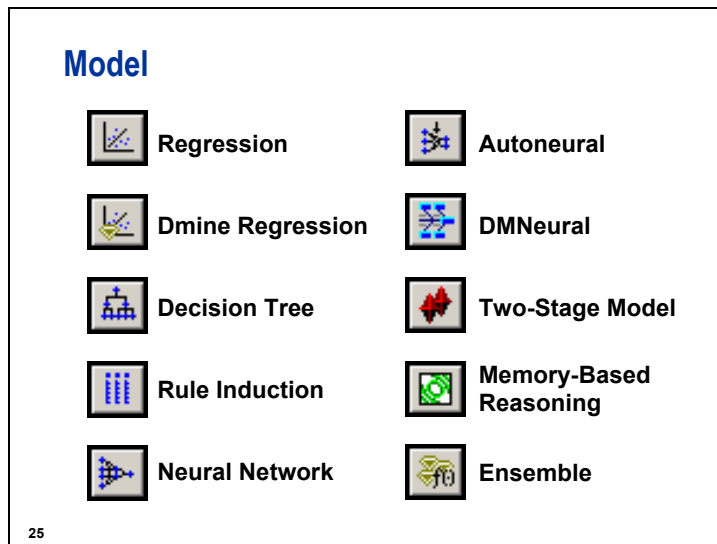 Model
Regression
Autoneural
Dmine Regression
DMNeural
Decision Tree
Two-Stage Model
Rule Induction
Memory-Based
Reasoning
Neural Network
Ensemble
f()
25